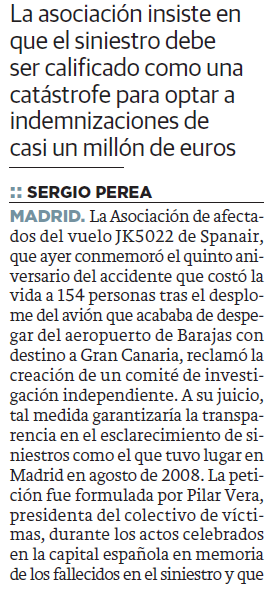 La asociación insiste en
que el siniestro debe
ser calificado como una
catástrofe para optar a
indemnizaciones de
casi un millón de euros
:: SERGIO PEREA
MADRID. La Asociación de afecta-
dos del vuelo JK5022 de Spanair,
que ayer conmemoró el quinto ani-
versario del accidente que costó la
vida a 154 personas tras el desplo-
me del avión que acababa de despe-
gar del aeropuerto de Barajas con
destino a Gran Canaria, reclamó la
creación de un comité de investi-
gación independiente. A su juicio,
tal medida garantizaría la transpa-
rencia en el esclarecimiento de si-
niestros como el que tuvo lugar en
Madrid en agosto de 2008. La peti-
ción fue formulada por Pilar Vera,
presidenta del colectivo de vícti-
mas, durante los actos celebrados
en la capital española en memoria
de los fallecidos en el siniestro y que